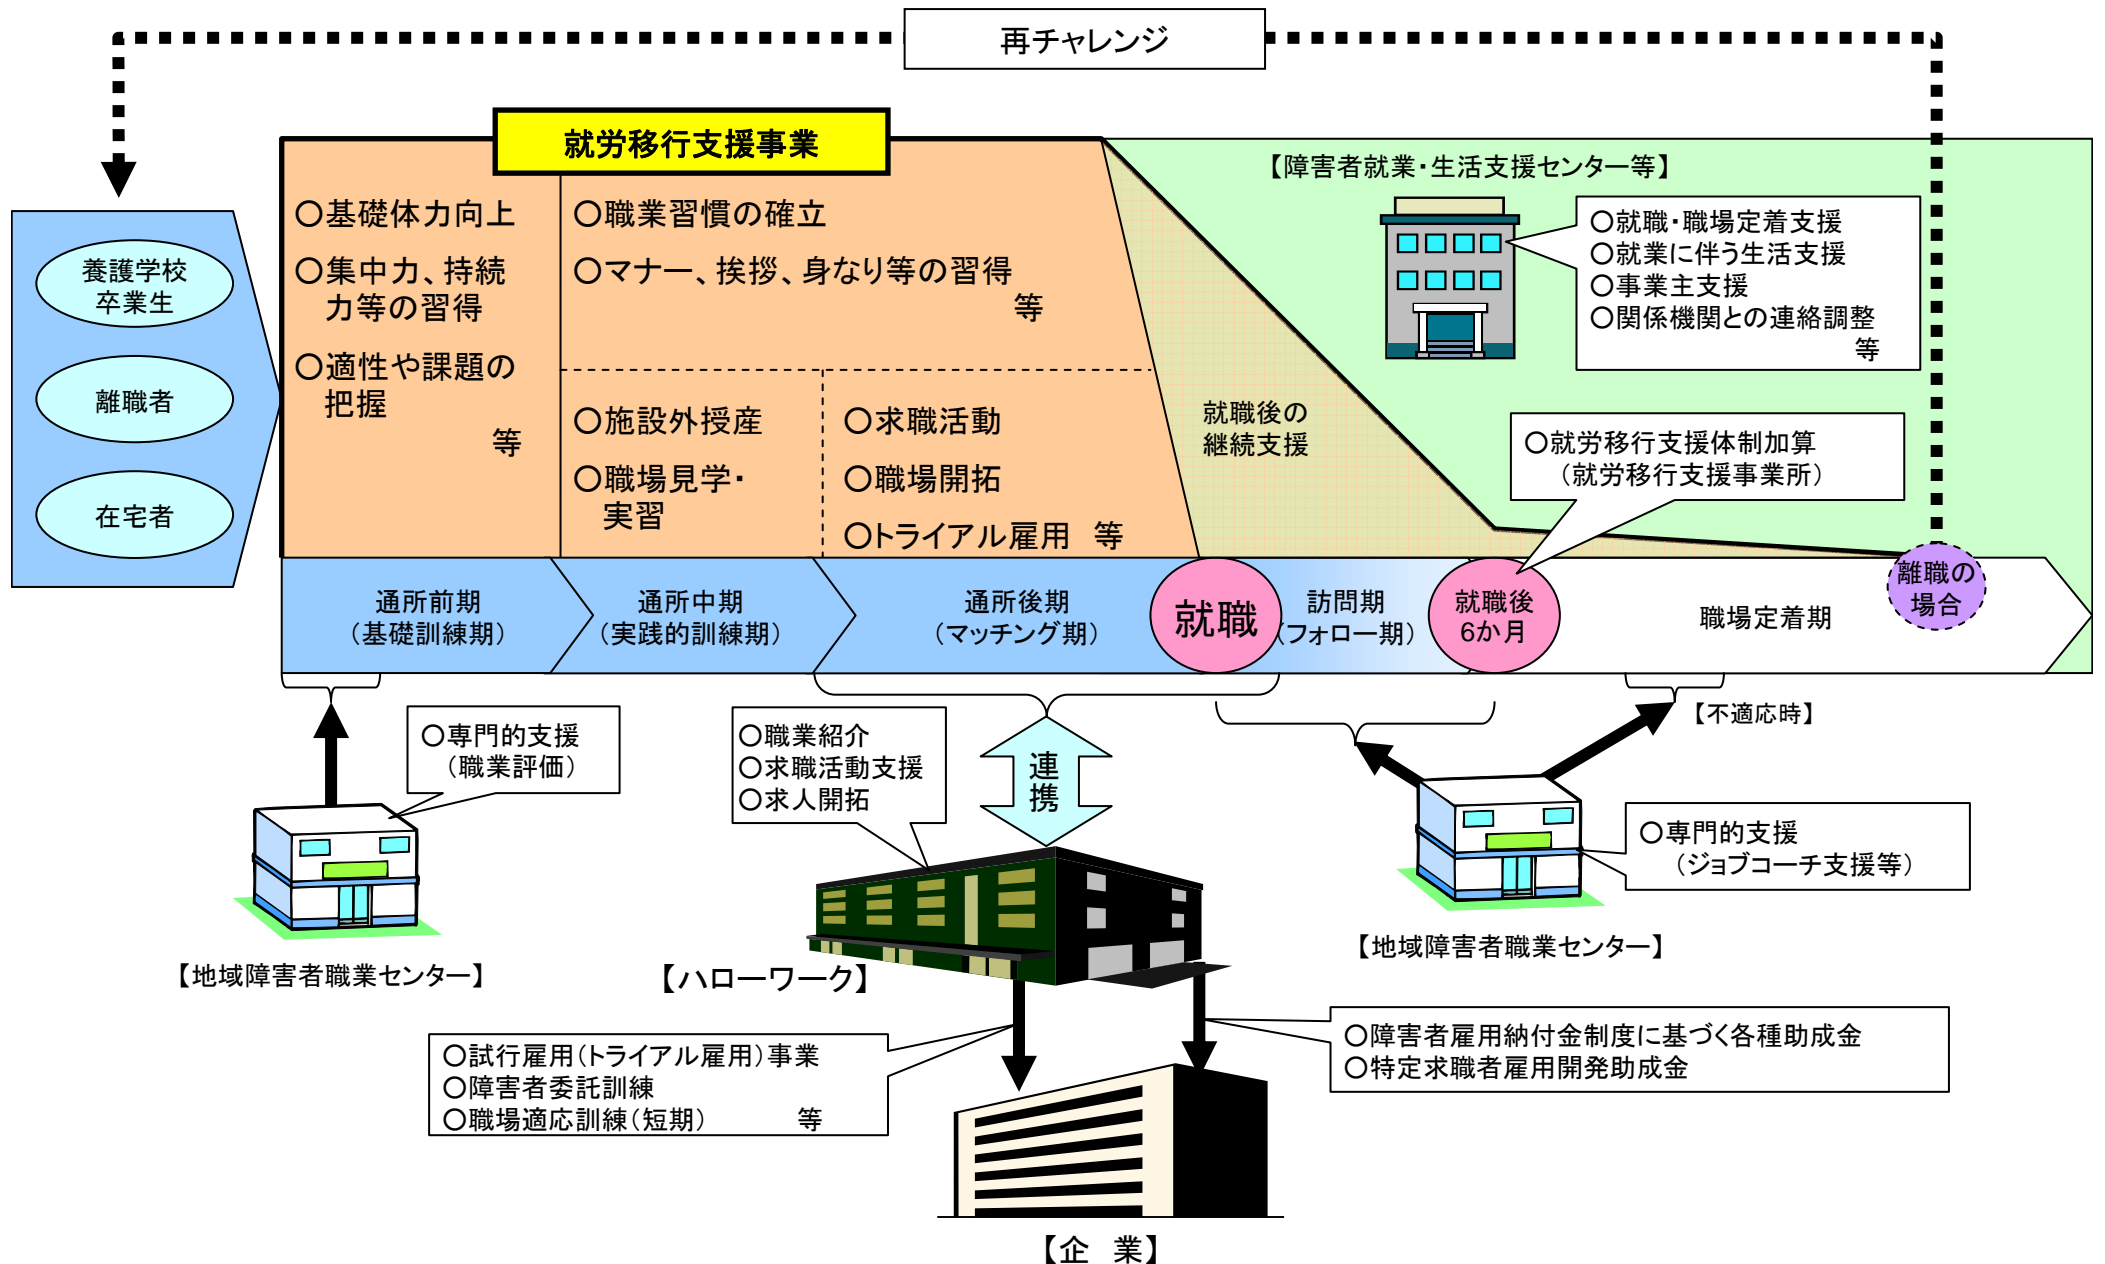 再チャレンジ
就労移行支援事業
養護学校
卒業生
離職者
在宅者
○基礎体力向上
○集中力、持続
力等の習得
○適性や課題の
把握
等
○職業習慣の確立
○マナー、挨拶、身なり等の習得
等
○施設外授産
○職場見学・
実習
○求職活動
○職場開拓
○トライアル雇用 等
就職後の
継続支援
【障害者就業・生活支援センター等】
○就職・職場定着支援
○就業に伴う生活支援
○事業主支援
○関係機関との連絡調整
等
○就労移行支援体制加算
（就労移行支援事業所）
通所前期
（基礎訓練期）
通所中期
（実践的訓練期）
通所後期
（マッチング期）
就職
訪問期
（フォロー期）
就職後
6か月
職場定着期
離職の
場合
○専門的支援
（職業評価）
【地域障害者職業センター】
○職業紹介
○求職活動支援
○求人開拓
連
携
【ハローワーク】
【不適応時】
○専門的支援
（ジョブコーチ支援等）
【地域障害者職業センター】
○試行雇用（トライアル雇用）事業
○障害者委託訓練
○職場適応訓練（短期） 等
○障害者雇用納付金制度に基づく各種助成金
○特定求職者雇用開発助成金
【企 業】